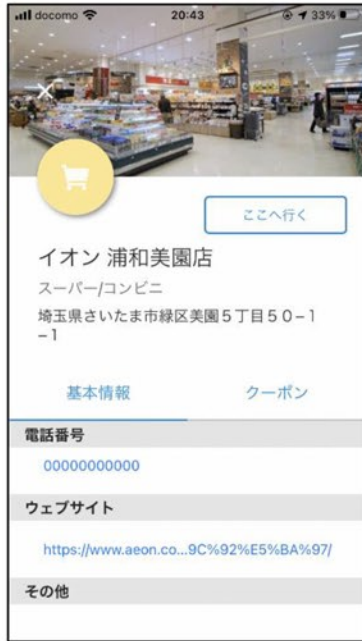 docomo 20:43 33%
ここへ行く
イオン 浦和美園店
スーパー/コンビニ
埼玉県さいたま市緑区美園５丁目５０−１
−１
基本情報 クーポン
電話番号
00000000000
ウェブサイト
https://www.aeon.co...9C%92%E5%BA%97/
その他